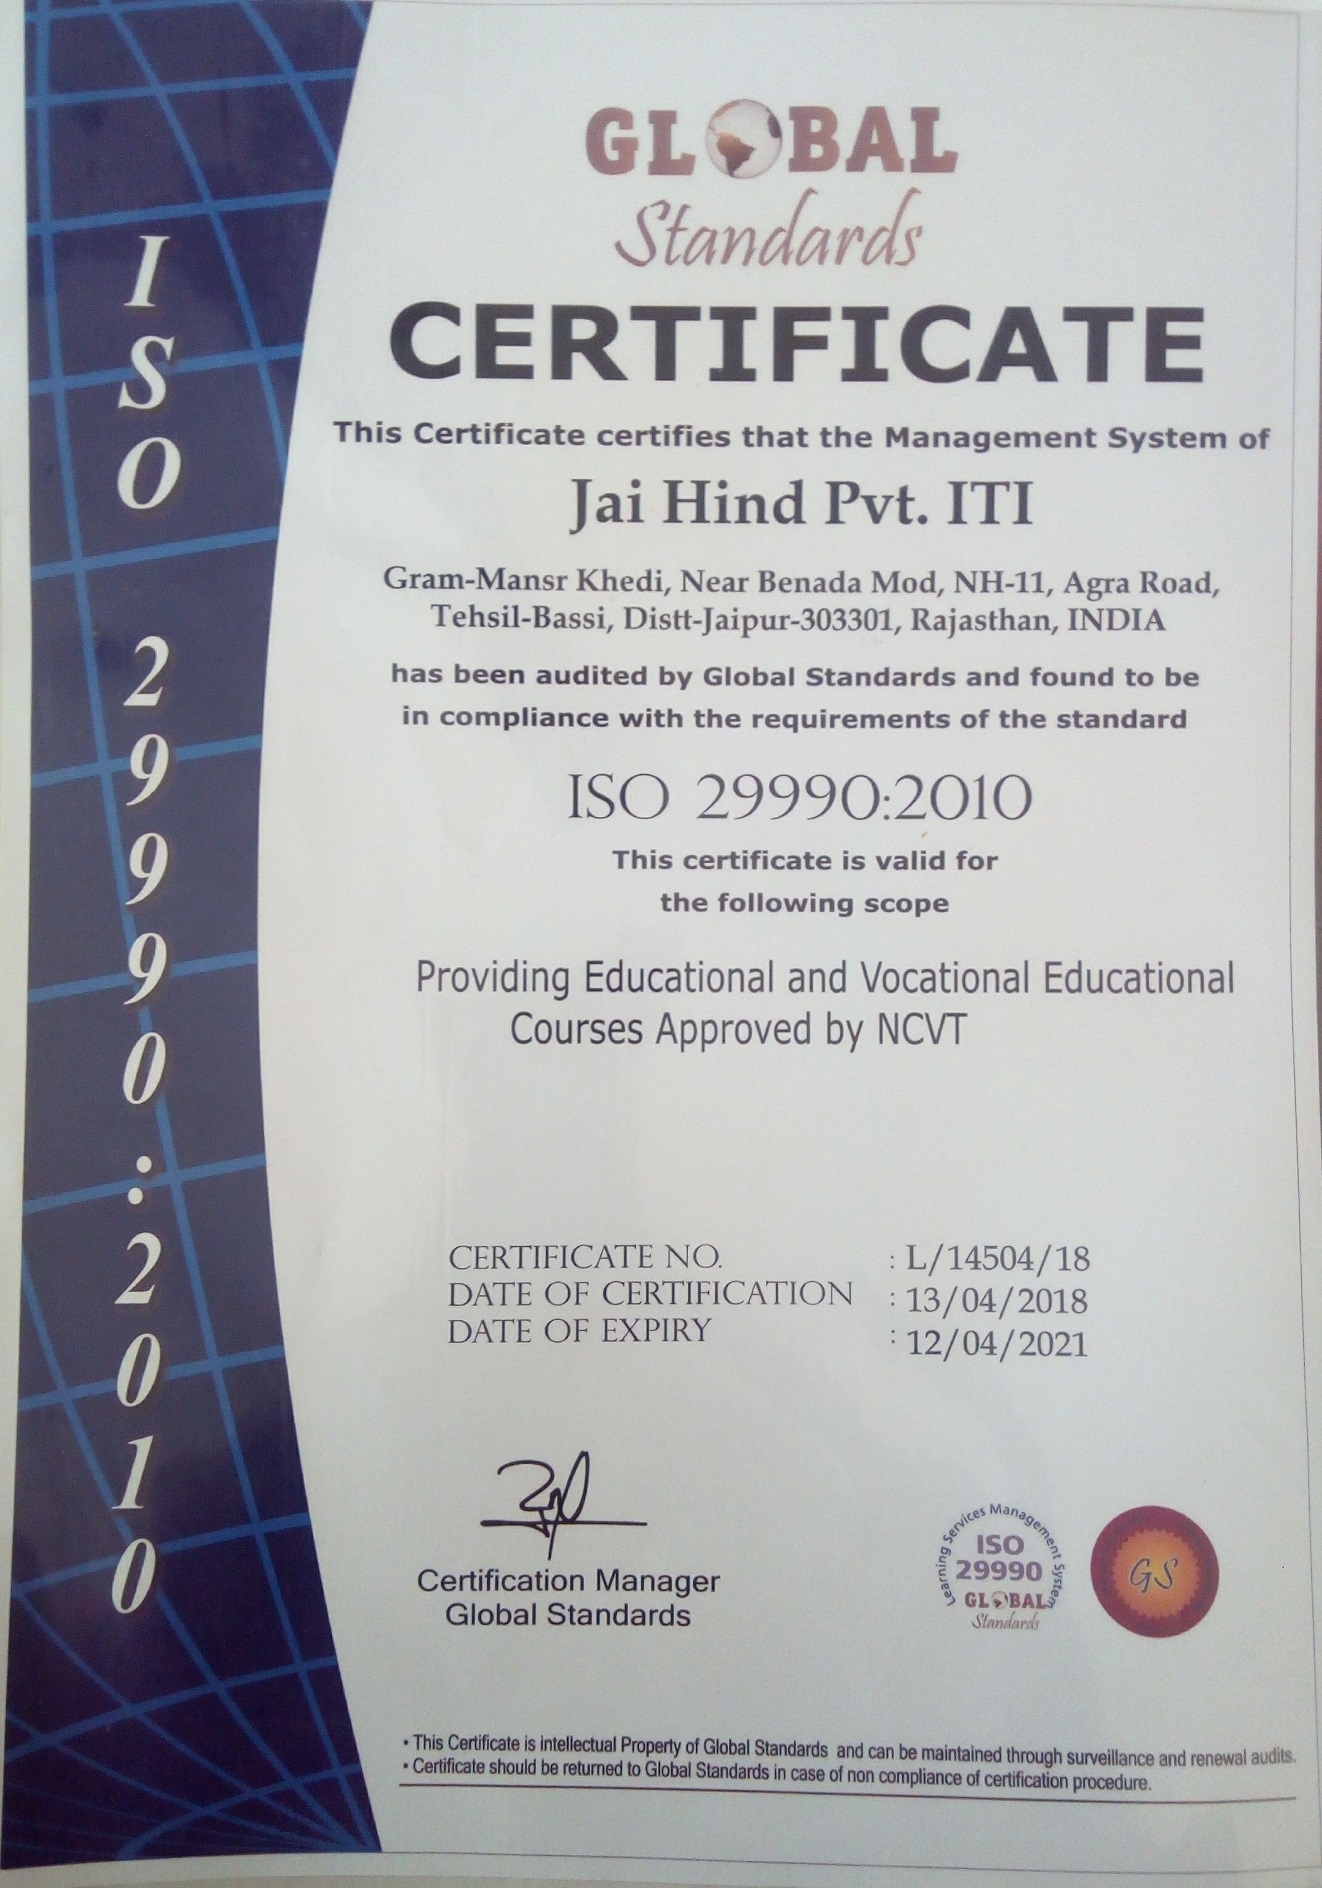 GLOBAL
Standards
CERTIFICATE
This Certificate certifies that the Management System of
Jai Hind Pvt. ITI
Gram-Mansr Khedi, Near Benada Mod, NH-11, Agra Road,
Tehsil-Bassi, Distt-Jaipur-303301, Rajasthan, INDIA
has been audited by Global Standards and found to be
in compliance with the requirements of the standard
ISO 29990:2010
This certificate is valid for
the following scope
Providing Educational and Vocational Educational
Courses Approved by NCVT
CERTIFICATE NO. : L/14504/18
DATE OF CERTIFICATION : 13/04/2018
DATE OF EXPIRY : 12/04/2021
Certification Manager
Global Standards
Learning Services Management System
ISO
29990
GLOBAL
Standards
GS
• This Certificate is intellectual Property of Global Standards and can be maintained through surveillance and renewal audits.
• Certificate should be returned to Global Standards in case of non compliance of certification procedure.
ISO 29990:2010